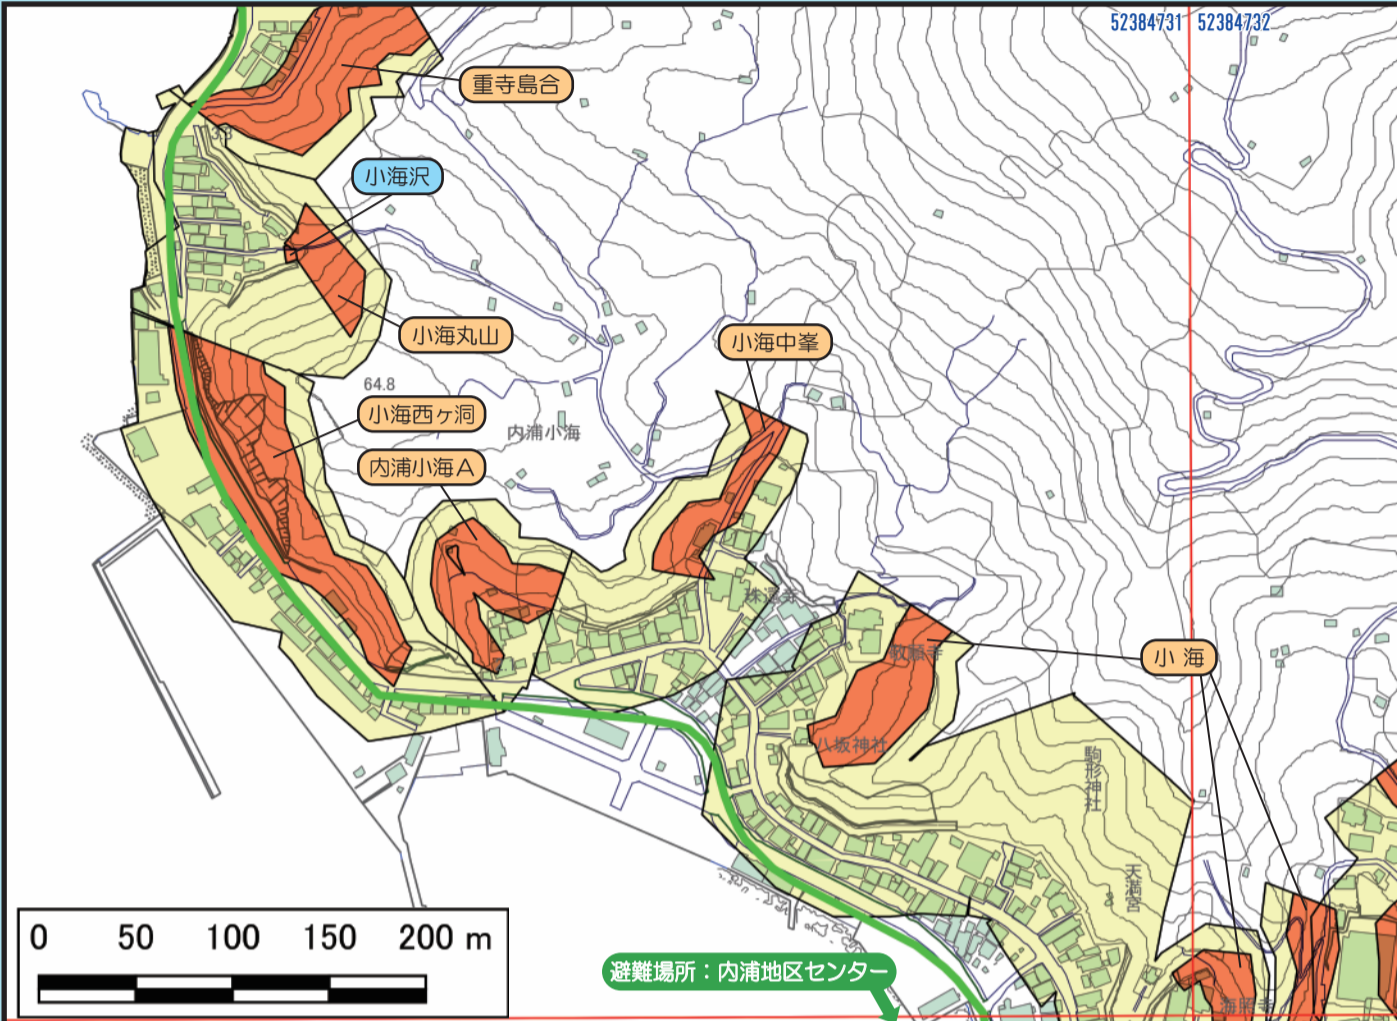 52384731
52384732
重寺島合
小海沢
小海丸山
小海中峯
64.8
小海西ヶ洞
内浦小海
内浦小海A
敬願寺
小 海
八坂神社
駒形神社
天満宮
0 50 100 150 200 m
避難場所：内浦地区センター
海照寺